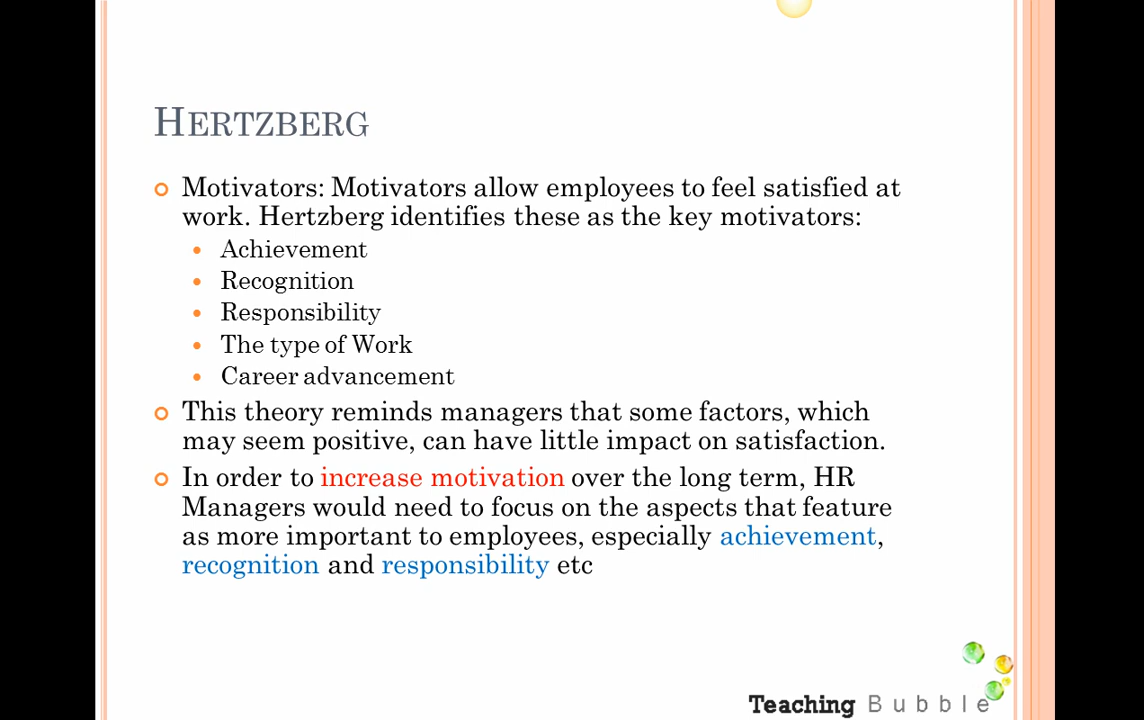 HERTZBERG
Motivators: Motivators allow employees to feel satisfied at
work. Hertzberg identifies these as the key motivators:
Achievement
Recognition
Responsibility
The type of Work
Career advancement
This theory reminds managers that some factors, which
may seem positive, can have little impact on satisfaction.
In order to increase motivation over the long term, HR
Managers would need to focus on the aspects that feature
as more important to employees, especially achievement,
recognition and responsibility etc
Teaching Bubble